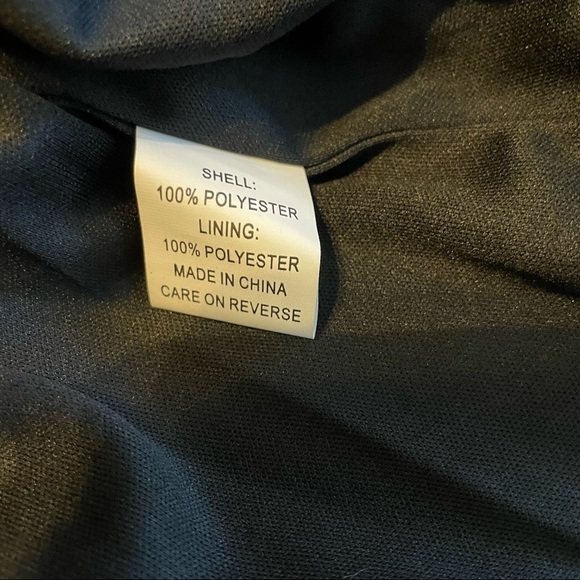 SHELL:
100% POLYESTER
LINING:
100% POLYESTER
MADE IN CHINA
CARE ON REVERSE